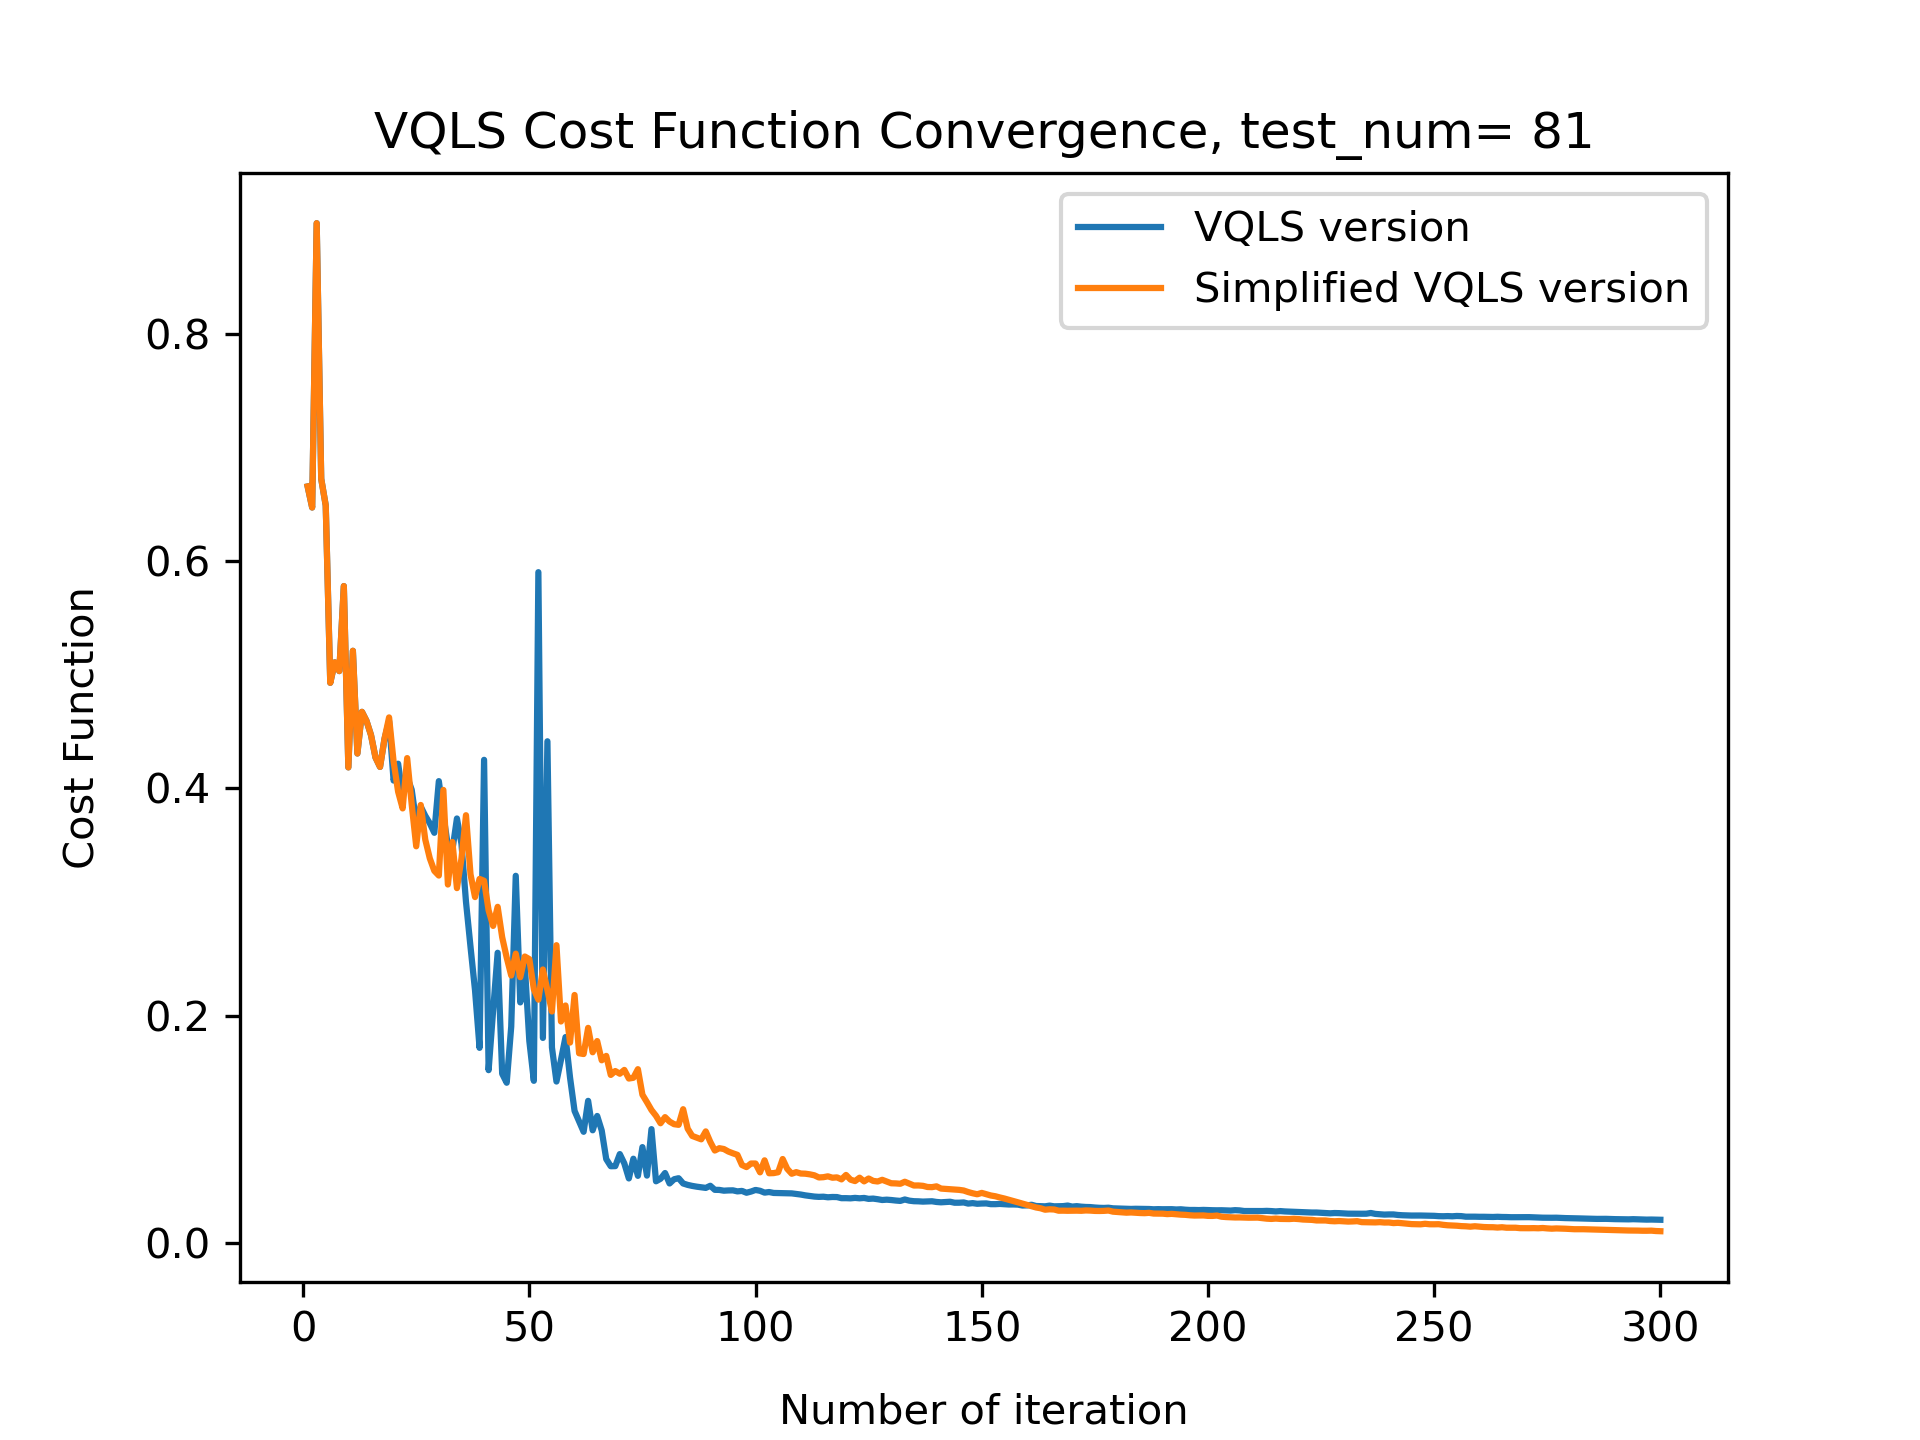 VQLS Cost Function Convergence, test_num= 81
VQLS version
Simplified VQLS version
Cost Function
0.8
0.6
0.4
0.2
0.0
0 50 100 150 200 250 300
Number of iteration